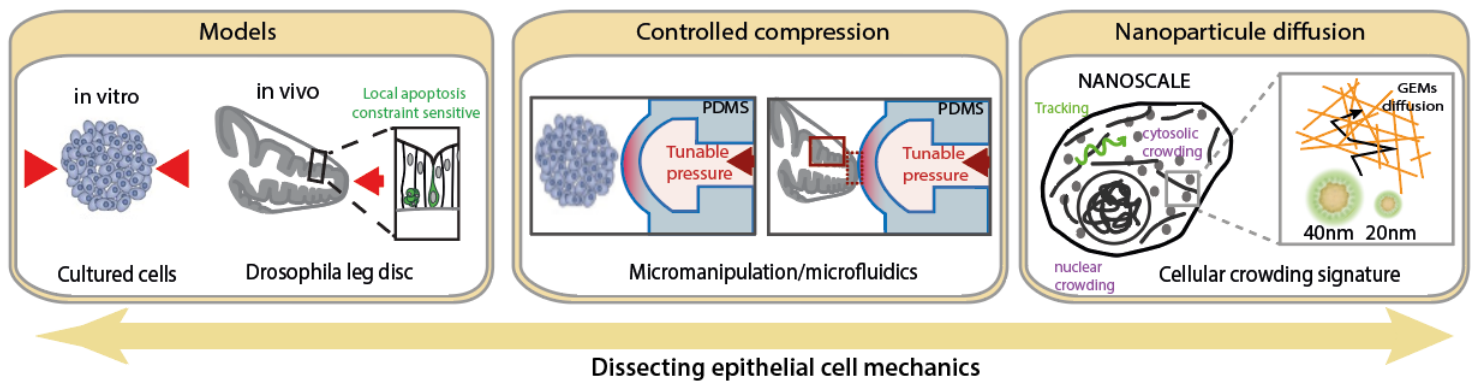 Models
in vitro
in vivo
Local apoptosis
constraint sensitive
Cultured cells
Drosophila leg disc
Controlled compression
PDMS
Tunable
pressure
PDMS
Tunable
pressure
Micromanipulation/microfluidics
Nanoparticule diffusion
NANOSCALE
Tracking
cytosolic
crowding
nuclear
crowding
GEMs
diffusion
40nm
20nm
Cellular crowding signature
Dissecting epithelial cell mechanics